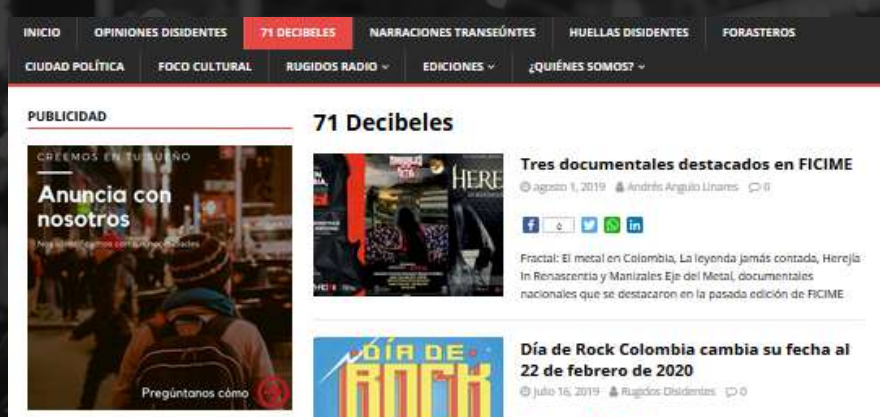 INICIO OPINIONES DISIDENTES 71 DECIBELES NARRACIONES TRANSEÚNTES HUELLAS DISIDENTES FORASTEROS
CIUDAD POLÍTICA FOCO CULTURAL RUGIDOS RADIO EDICIONES ¿QUIÉNES SOMOS?
PUBLICIDAD
CREEMOS EN TU SUEÑO
Anuncia con
nosotros
Pregúntanos cómo
71 Decibeles
HERE
Tres documentales destacados en FICIME
agosto 1, 2019 Andrés Angulo Linares 0
0
Fractal: El metal en Colombia, La leyenda jamás contada, Herejía
In Renascentia y Manizales Eje del Metal, documentales
nacionales que se destacaron en la pasada edición de FICIME
DÍA DE
ROCK
Día de Rock Colombia cambia su fecha al
22 de febrero de 2020
julio 16, 2019 Rugidos Disidentes 0